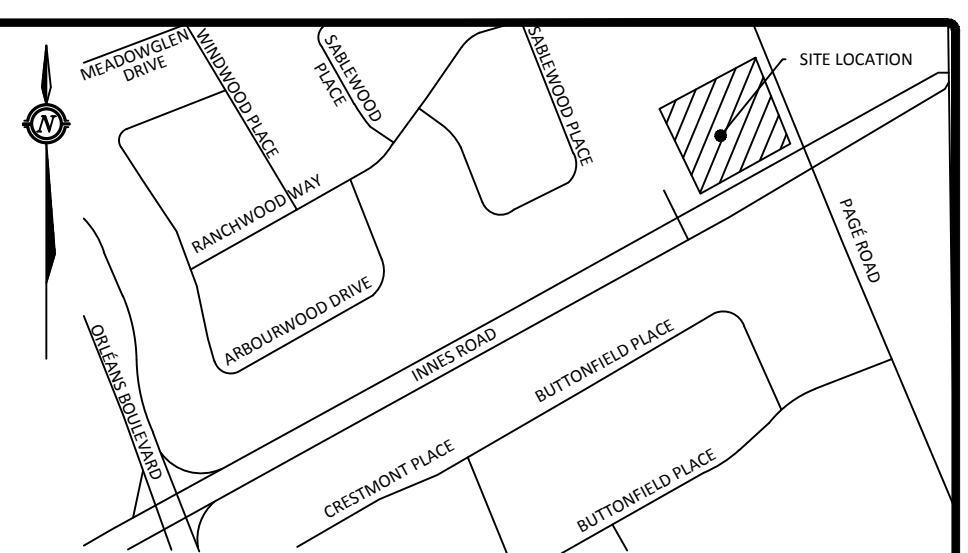 MEADOWGLEN
DRIVE
WINDWOOD PLACE
SABLEWOOD
PLACE
SABLEWOOD PLACE
SITE LOCATION
N
RANCHWOOD WAY
PAGÉ ROAD
ARBOURWOOD DRIVE
ORLÉANS BOULEVARD
INNES ROAD
BUTTONFIELD PLACE
CRESTMONT PLACE
BUTTONFIELD PLACE